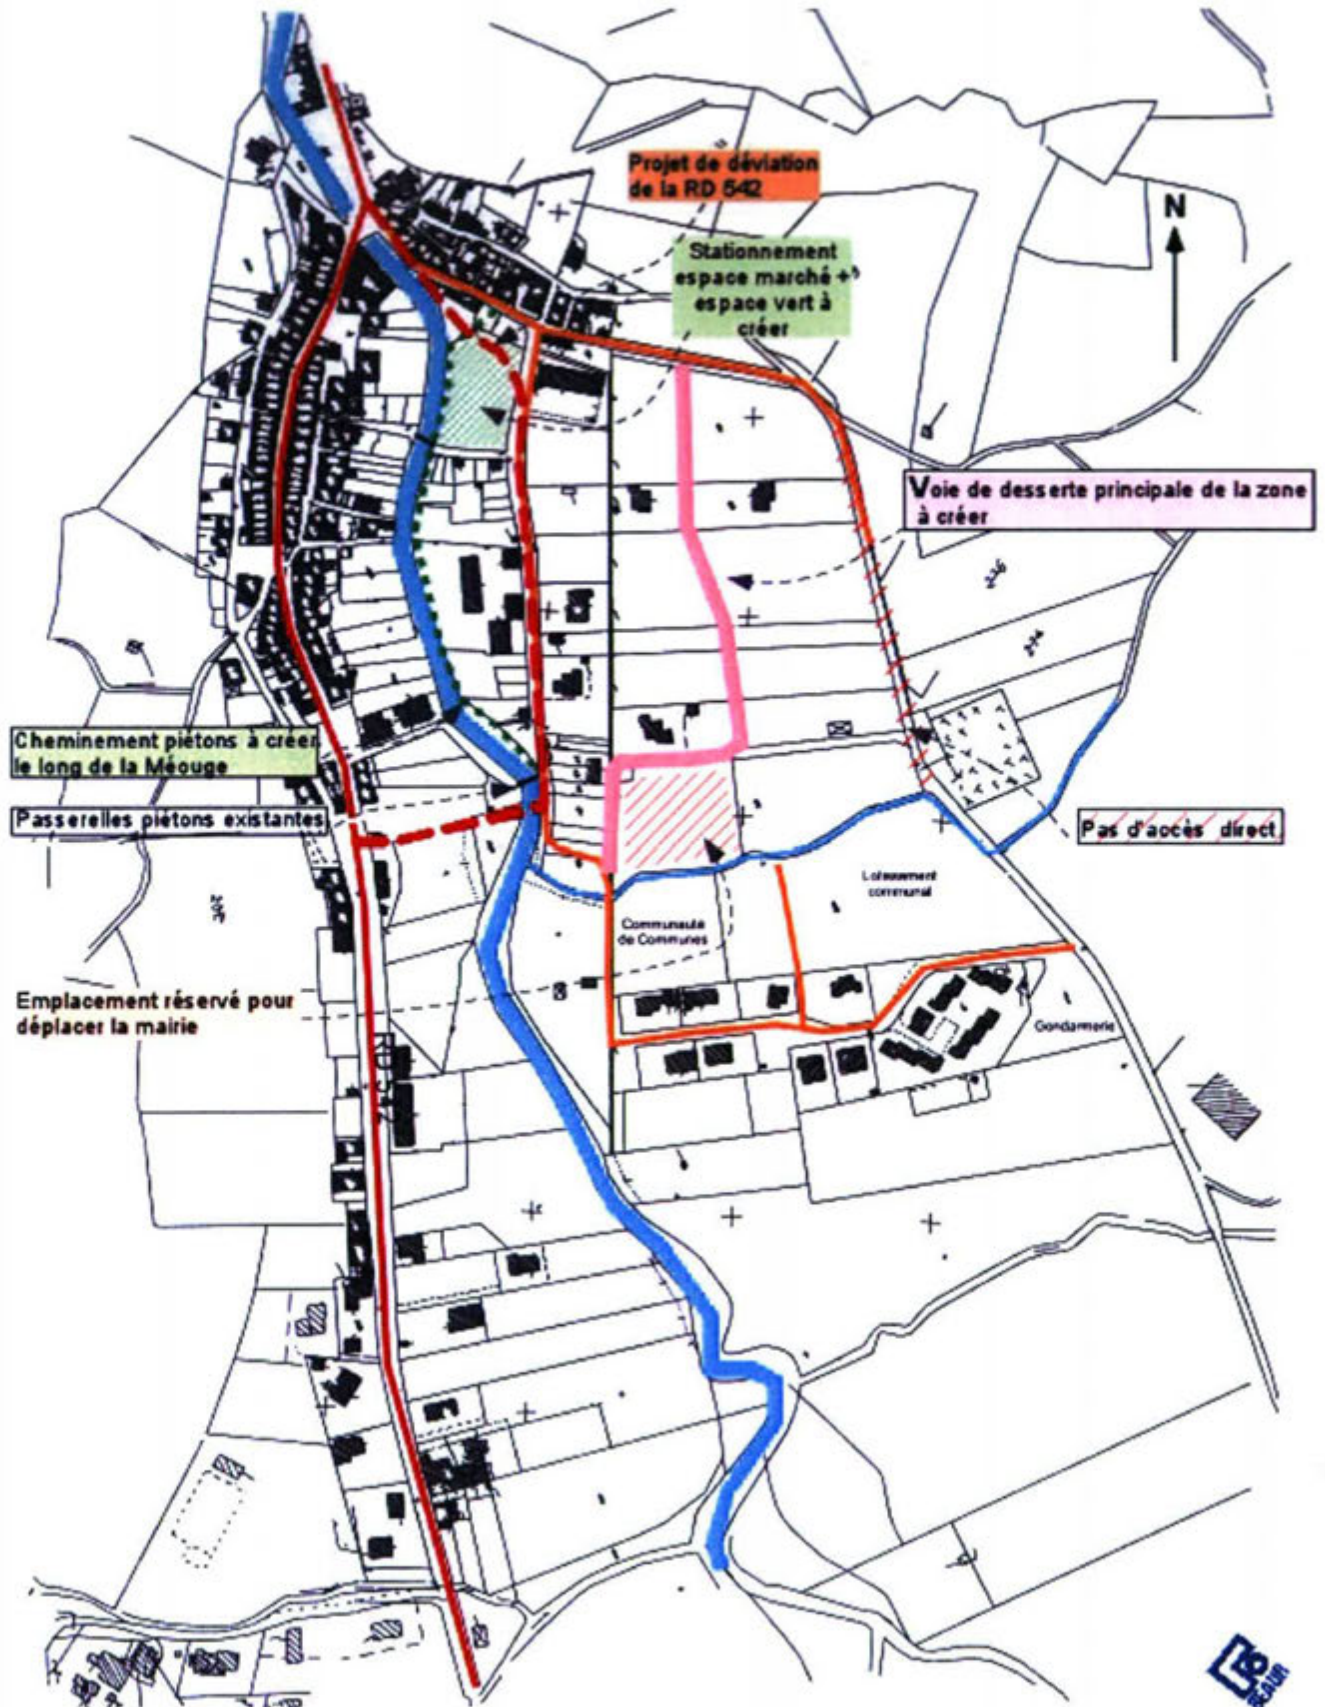 Projet de déviation
de la RD 542
N
Stationnement
espace marché +
espace vert à
créer
Voie de desserte principale de la zone
à créer
Cheminement piétons à créer
le long de la Méouge
Passerelles piétons existantes
Pas d'accès direct
Lotissement
communal
Communauté
de Communes
Emplacement réservé pour
déplacer la mairie
Gendarmerie